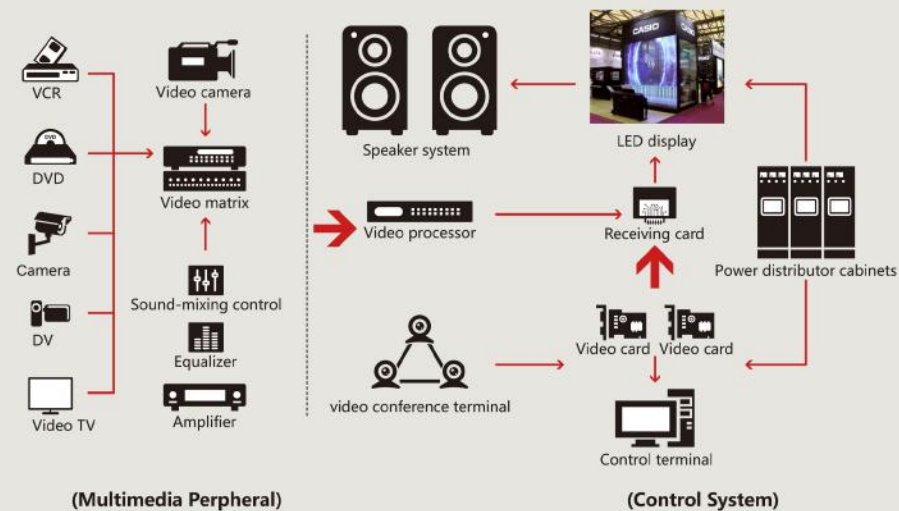 VCR
Video camera
DVD
DVD
Video matrix
Camera
Sound-mixing control
DV
Equalizer
Video TV
Amplifier
(Multimedia Perpheral)
CASIO
Speaker system
LED display
Video processor
Receiving card
Power distributor cabinets
Video card
Video card
video conference terminal
Control terminal
(Control System)